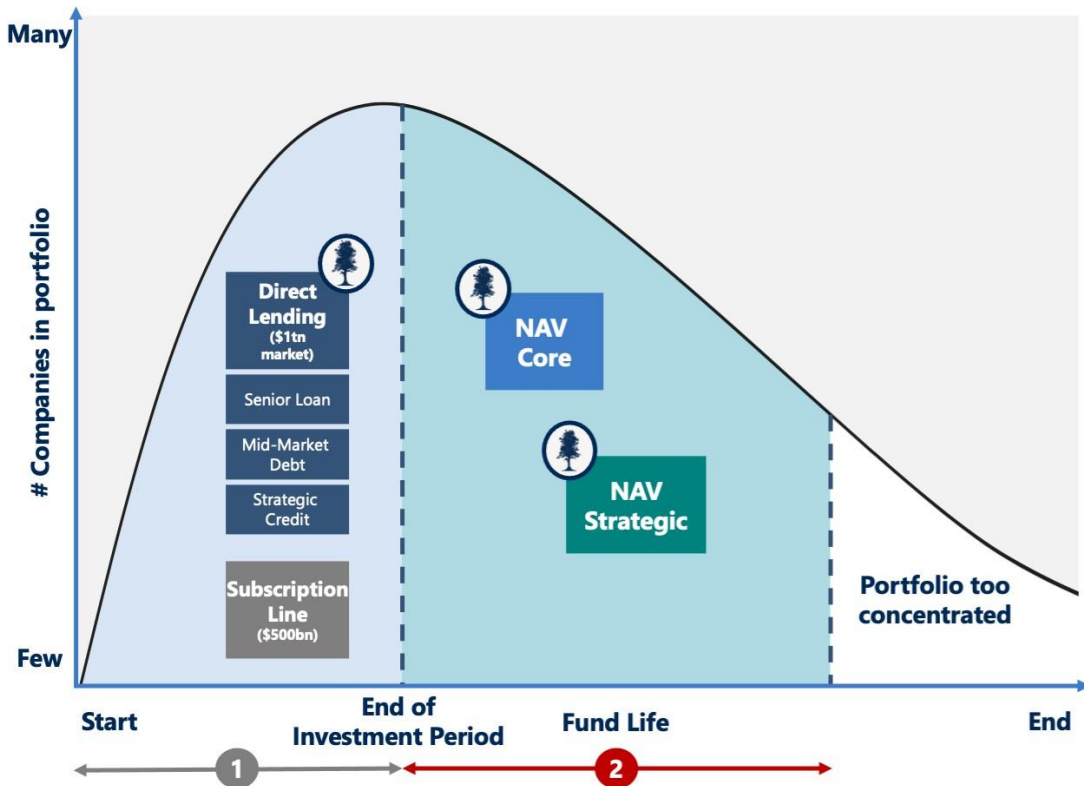 Many
# Companies in portfolio
Few
Direct
Lending
($1tn
market)
Senior Loan
Mid-Market
Debt
Strategic
Credit
Subscription
Line
($500bn)
NAV
Core
NAV
Strategic
Portfolio too
concentrated
Start
End of
Investment Period
Fund Life
End
1
2